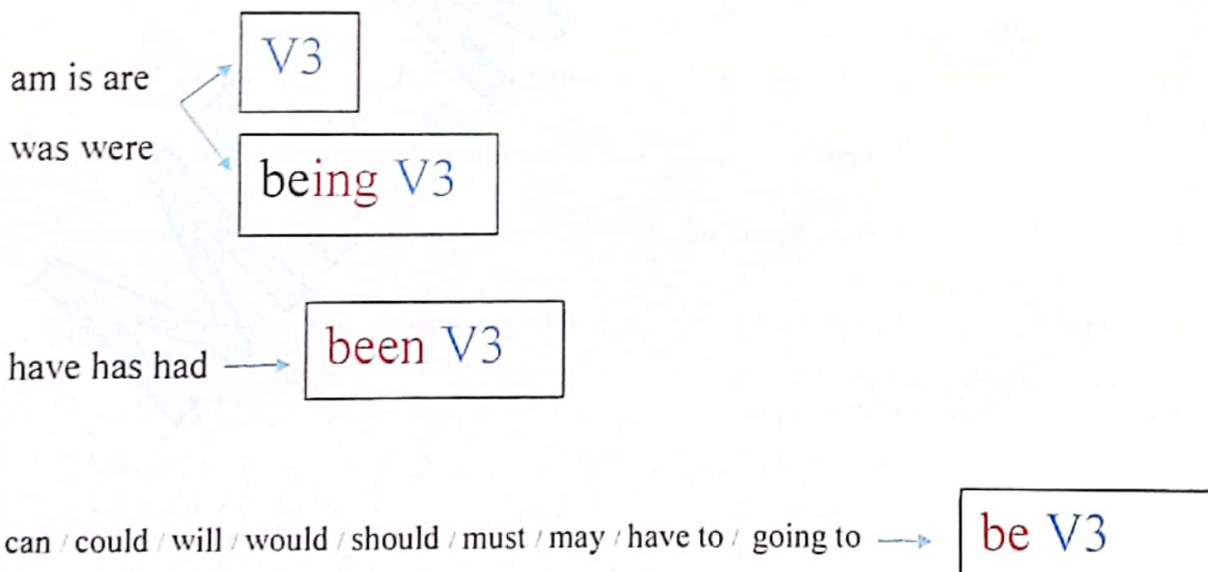 V3
am is are
was were
being V3
have has had
been V3
can / could / will / would / should / must / may / have to / going to
be V3